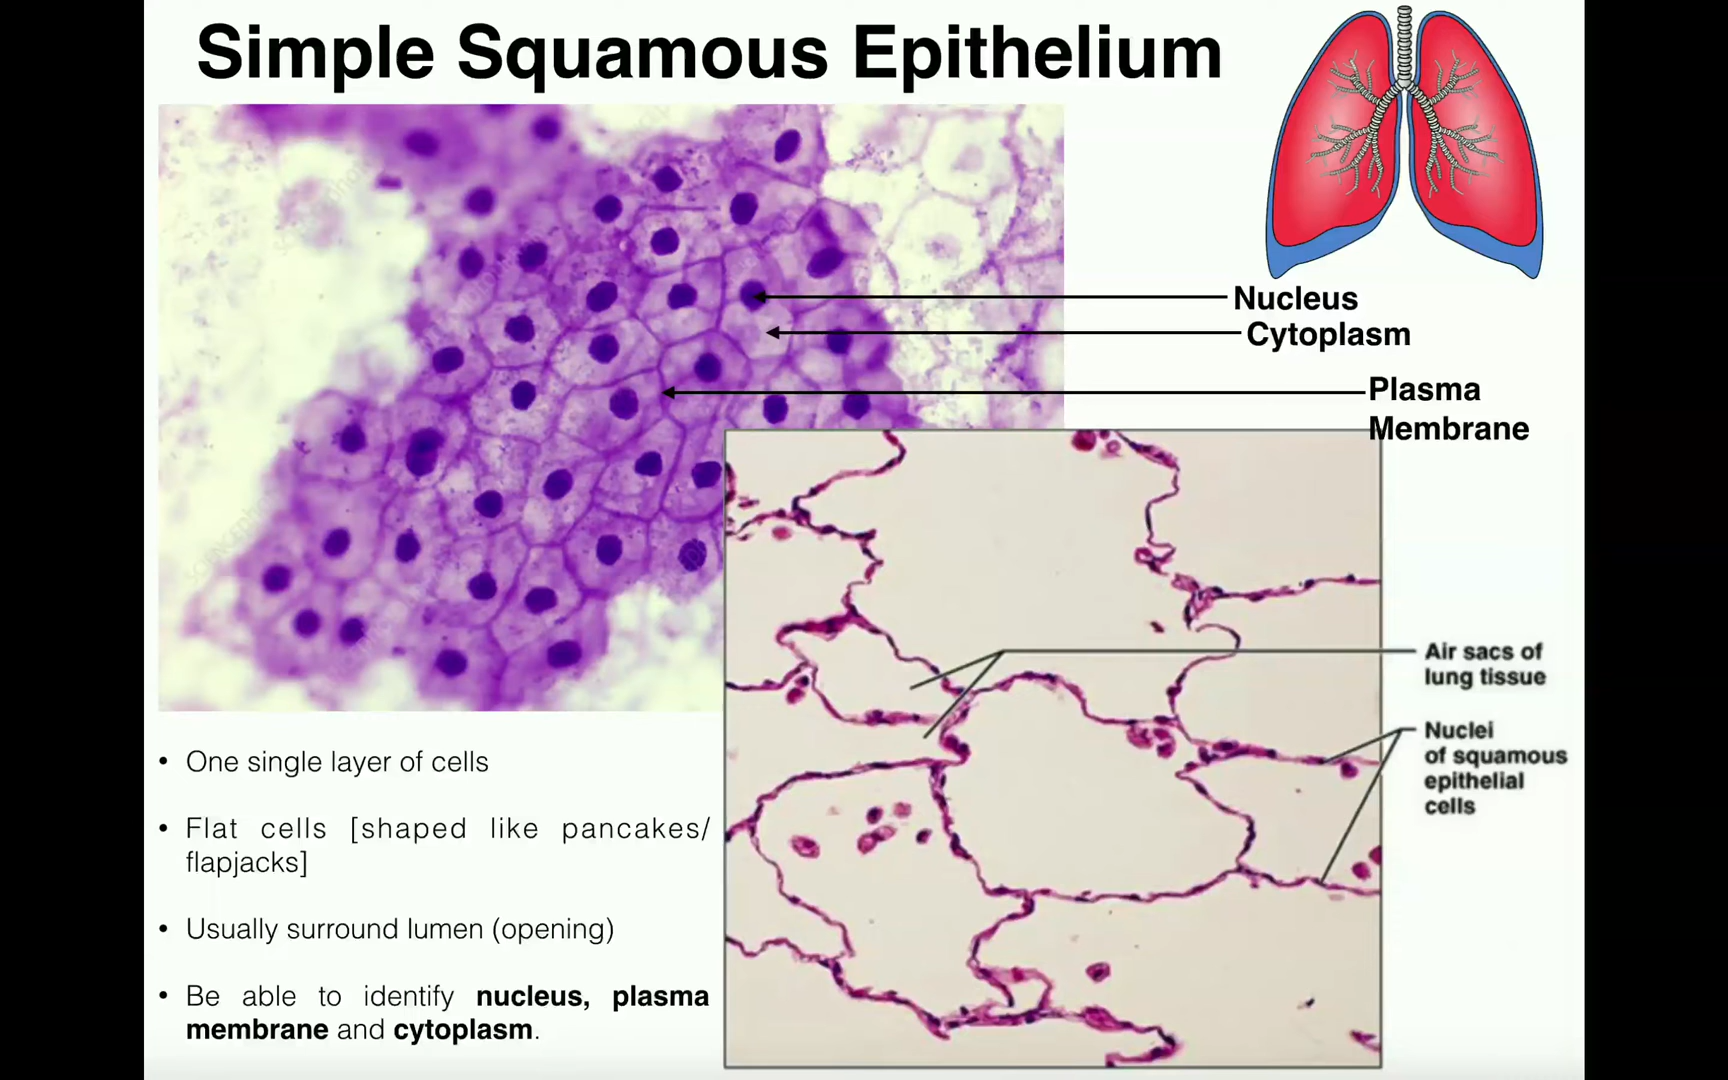 Simple Squamous Epithelium
Nucleus
Cytoplasm
Plasma
Membrane
Air sacs of
lung tissue
Nuclei
of squamous
epithelial
cells
• One single layer of cells
• Flat cells [shaped like pancakes/
flapjacks]
• Usually surround lumen (opening)
• Be able to identify nucleus, plasma
membrane and cytoplasm.